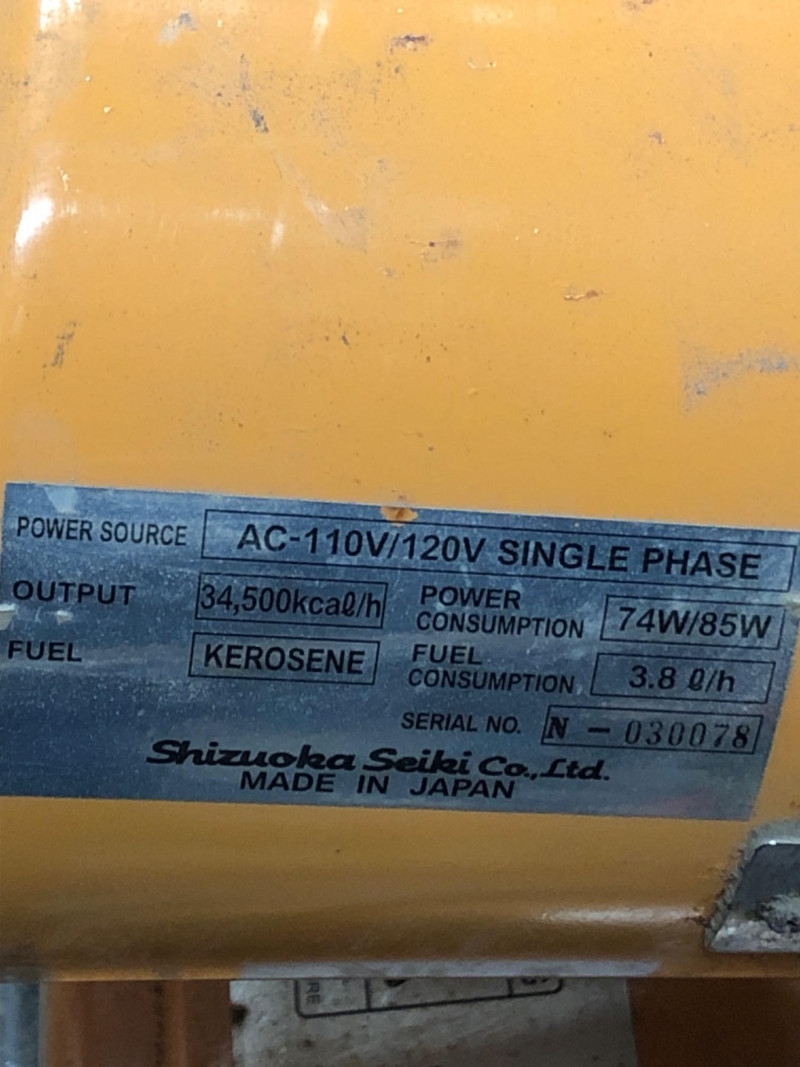 POWER SOURCE AC-110V/120V SINGLE PHASE
OUTPUT 34,500kcaℓ/h POWER CONSUMPTION 74W/85W
FUEL KEROSENE FUEL CONSUMPTION 3.8 ℓ/h
SERIAL NO. N - 030078
Shizuoka Seiki Co.,Ltd.
MADE IN JAPAN